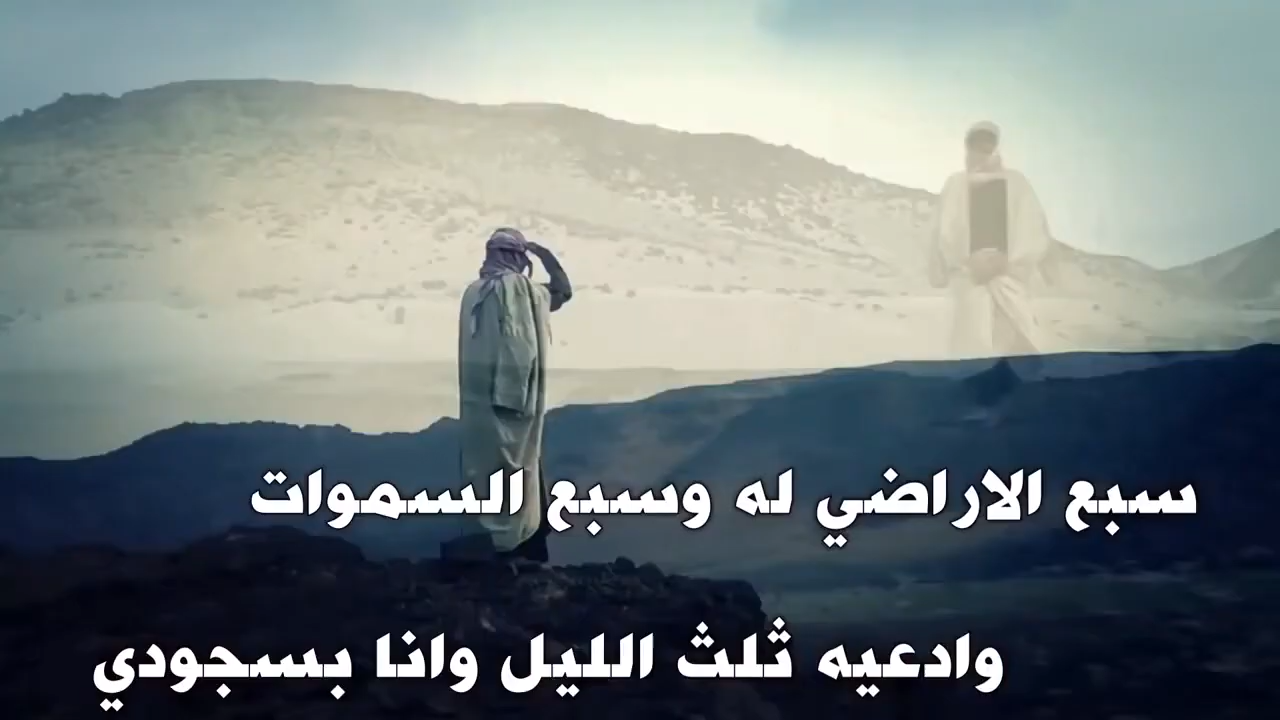 سبع الاراضي له وسبع السموات
وادعيه ثلث الليل وانا بسجودي